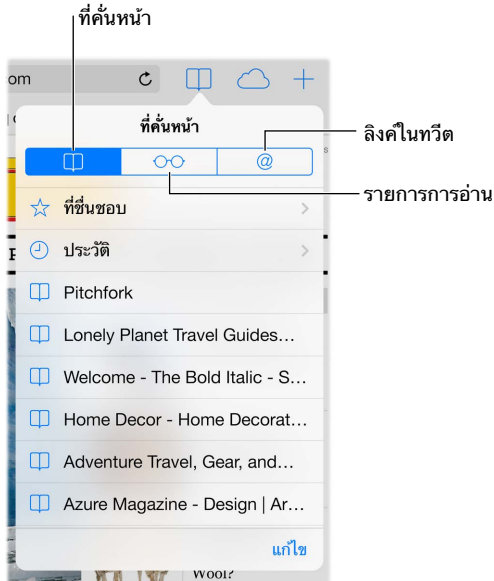 ที่คั่นหน้า
om
ที่คั่นหน้า
ลิงค์ในทวีต
@
รายการการอ่าน
ที่ชื่นชอบ
ประวัติ
Pitchfork
Lonely Planet Travel Guides…
Welcome - The Bold Italic - S…
Home Decor - Home Decorat…
Adventure Travel, Gear, and…
Azure Magazine - Design | Ar…
แก้ไข
Wool?